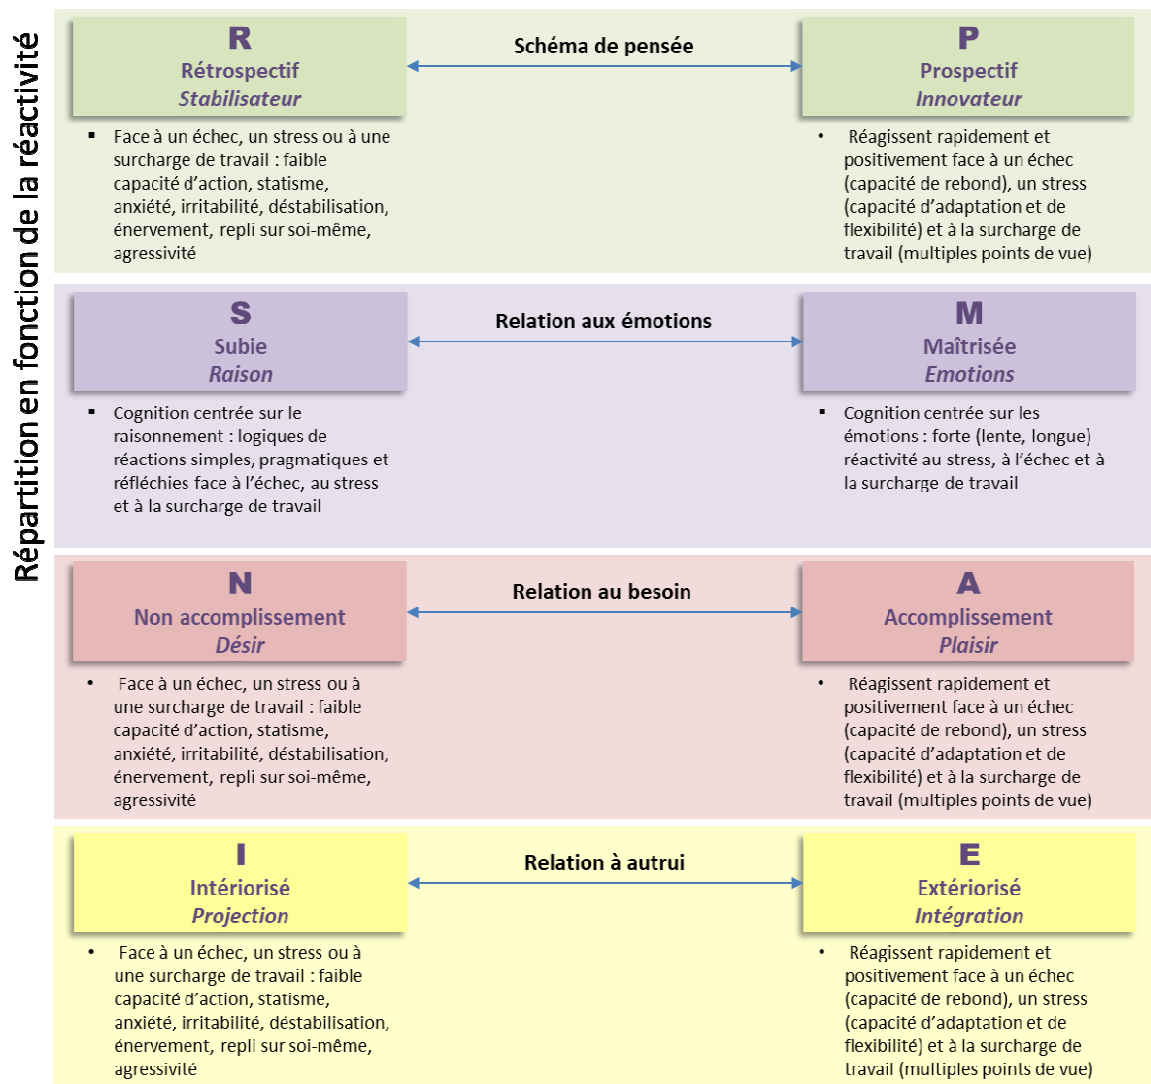 Répartition en fonction de la réactivité
R
Rétrospectif
Stabilisateur
Schéma de pensée
P
Prospectif
Innovateur
▪ Face à un échec, un stress ou à une
surcharge de travail : faible
capacité d’action, statisme,
anxiété, irritabilité, déstabilisation,
énervement, repli sur soi-même,
agressivité
• Réagissent rapidement et
positivement face à un échec
(capacité de rebond), un stress
(capacité d’adaptation et de
flexibilité) et à la surcharge de
travail (multiples points de vue)
S
Subie
Raison
Relation aux émotions
M
Maîtrisée
Emotions
▪ Cognition centrée sur le
raisonnement : logiques de
réactions simples, pragmatiques et
réfléchies face à l’échec, au stress
et à la surcharge de travail
▪ Cognition centrée sur les
émotions : forte (lente, longue)
réactivité au stress, à l’échec et à
la surcharge de travail
N
Non accomplissement
Désir
Relation au besoin
A
Accomplissement
Plaisir
• Face à un échec, un stress ou à
une surcharge de travail : faible
capacité d’action, statisme,
anxiété, irritabilité, déstabilisation,
énervement, repli sur soi-même,
agressivité
• Réagissent rapidement et
positivement face à un échec
(capacité de rebond), un stress
(capacité d’adaptation et de
flexibilité) et à la surcharge de
travail (multiples points de vue)
I
Intériorisé
Projection
Relation à autrui
E
Extériorisé
Intégration
• Face à un échec, un stress ou à
une surcharge de travail : faible
capacité d’action, statisme,
anxiété, irritabilité, déstabilisation,
énervement, repli sur soi-même,
agressivité
• Réagissent rapidement et
positivement face à un échec
(capacité de rebond), un stress
(capacité d’adaptation et de
flexibilité) et à la surcharge de
travail (multiples points de vue)